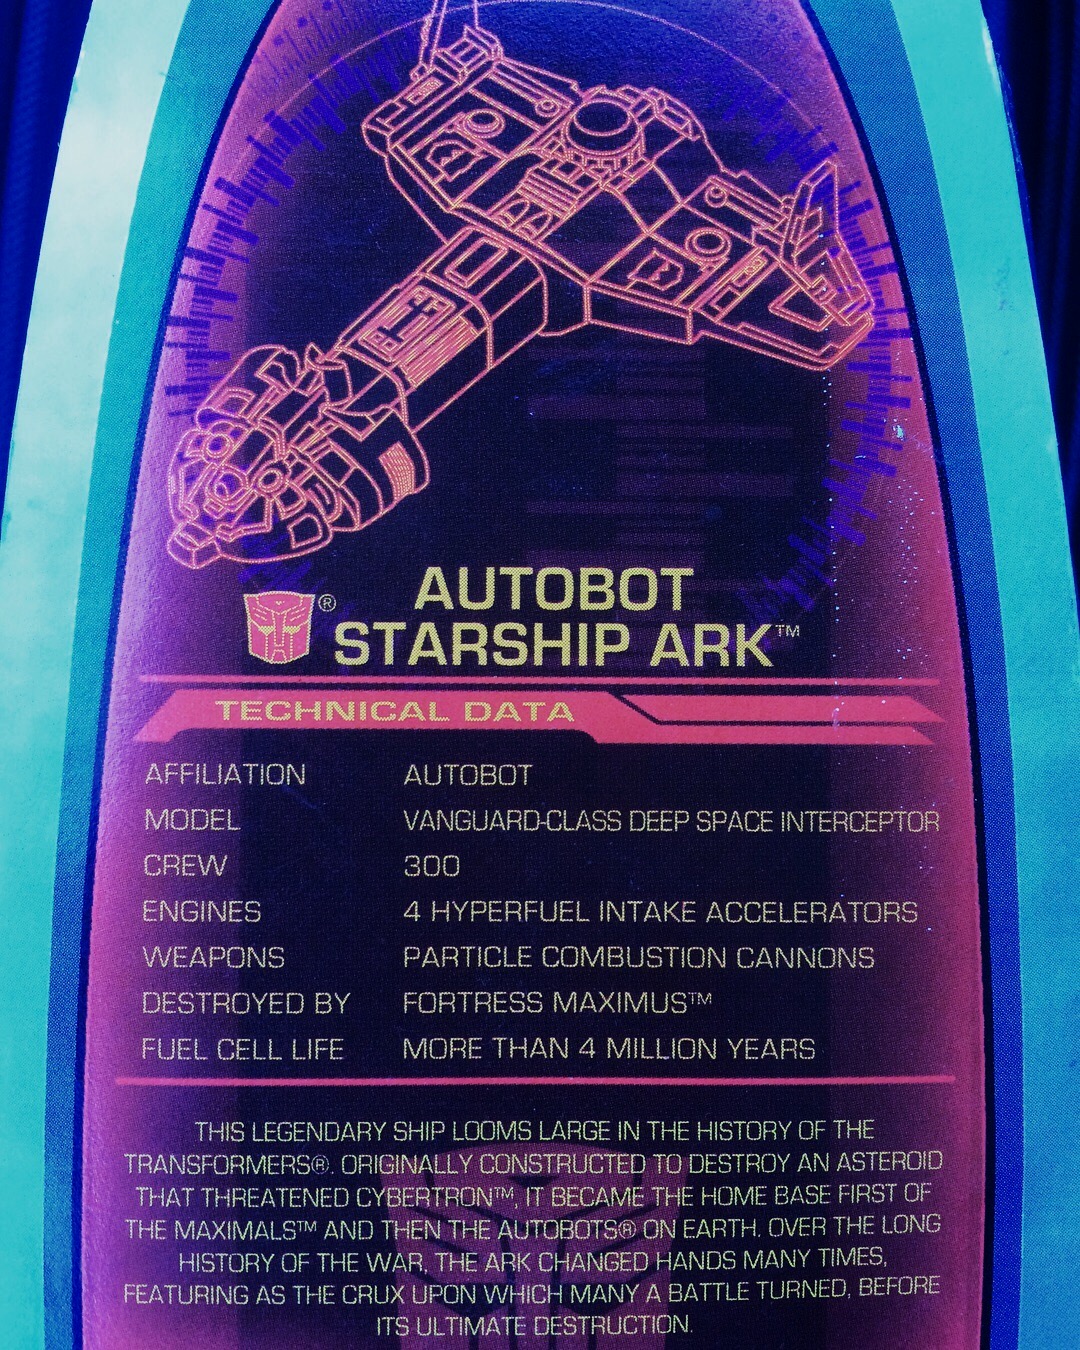 AUTOBOT
® STARSHIP ARK™
TECHNICAL DATA
AFFILIATION AUTOBOT
MODEL VANGUARD-CLASS DEEP SPACE INTERCEPTOR
CREW 300
ENGINES 4 HYPERFUEL INTAKE ACCELERATORS
WEAPONS PARTICLE COMBUSTION CANNONS
DESTROYED BY FORTRESS MAXIMUS™
FUEL CELL LIFE MORE THAN 4 MILLION YEARS
THIS LEGENDARY SHIP LOOMS LARGE IN THE HISTORY OF THE
TRANSFORMERS®. ORIGINALLY CONSTRUCTED TO DESTROY AN ASTEROID
THAT THREATENED CYBERTRON™, IT BECAME THE HOME BASE FIRST OF
THE MAXIMALS™ AND THEN THE AUTOBOTS® ON EARTH. OVER THE LONG
HISTORY OF THE WAR, THE ARK CHANGED HANDS MANY TIMES,
FEATURING AS THE CRUX UPON WHICH MANY A BATTLE TURNED, BEFORE
ITS ULTIMATE DESTRUCTION.